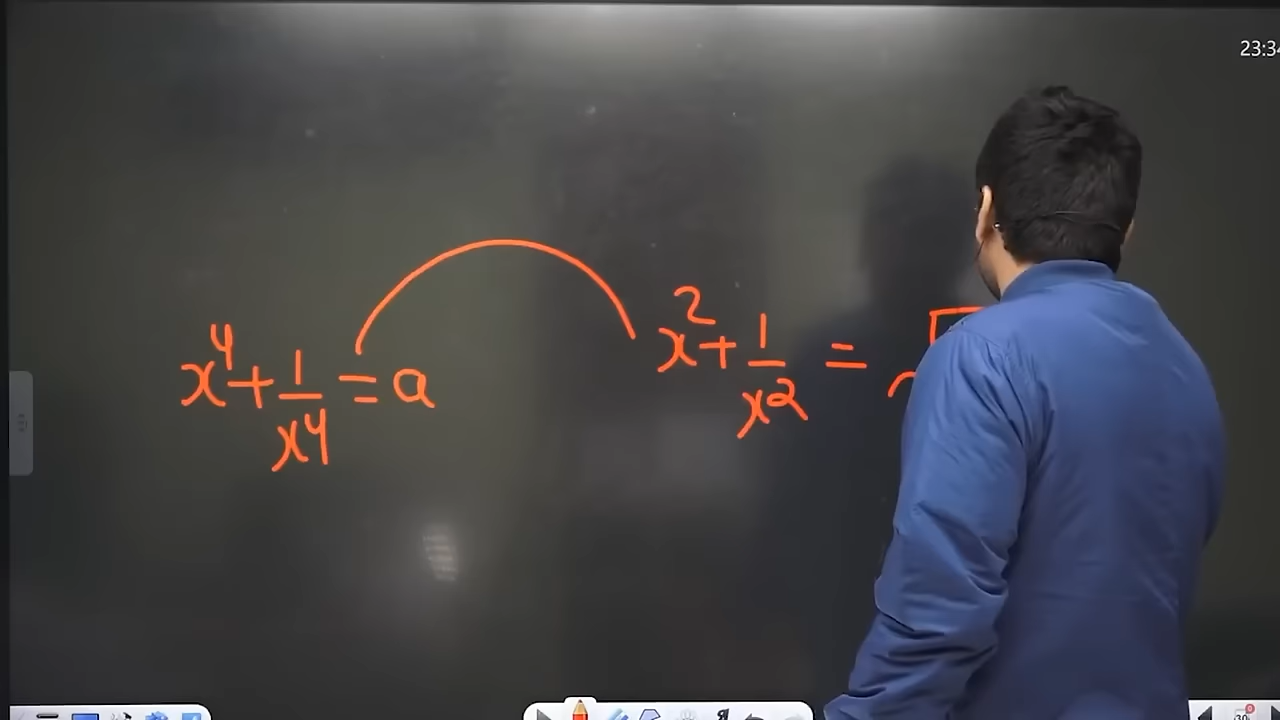 23:34
x⁴ + 1/x⁴ = a
x² + 1/x² = √